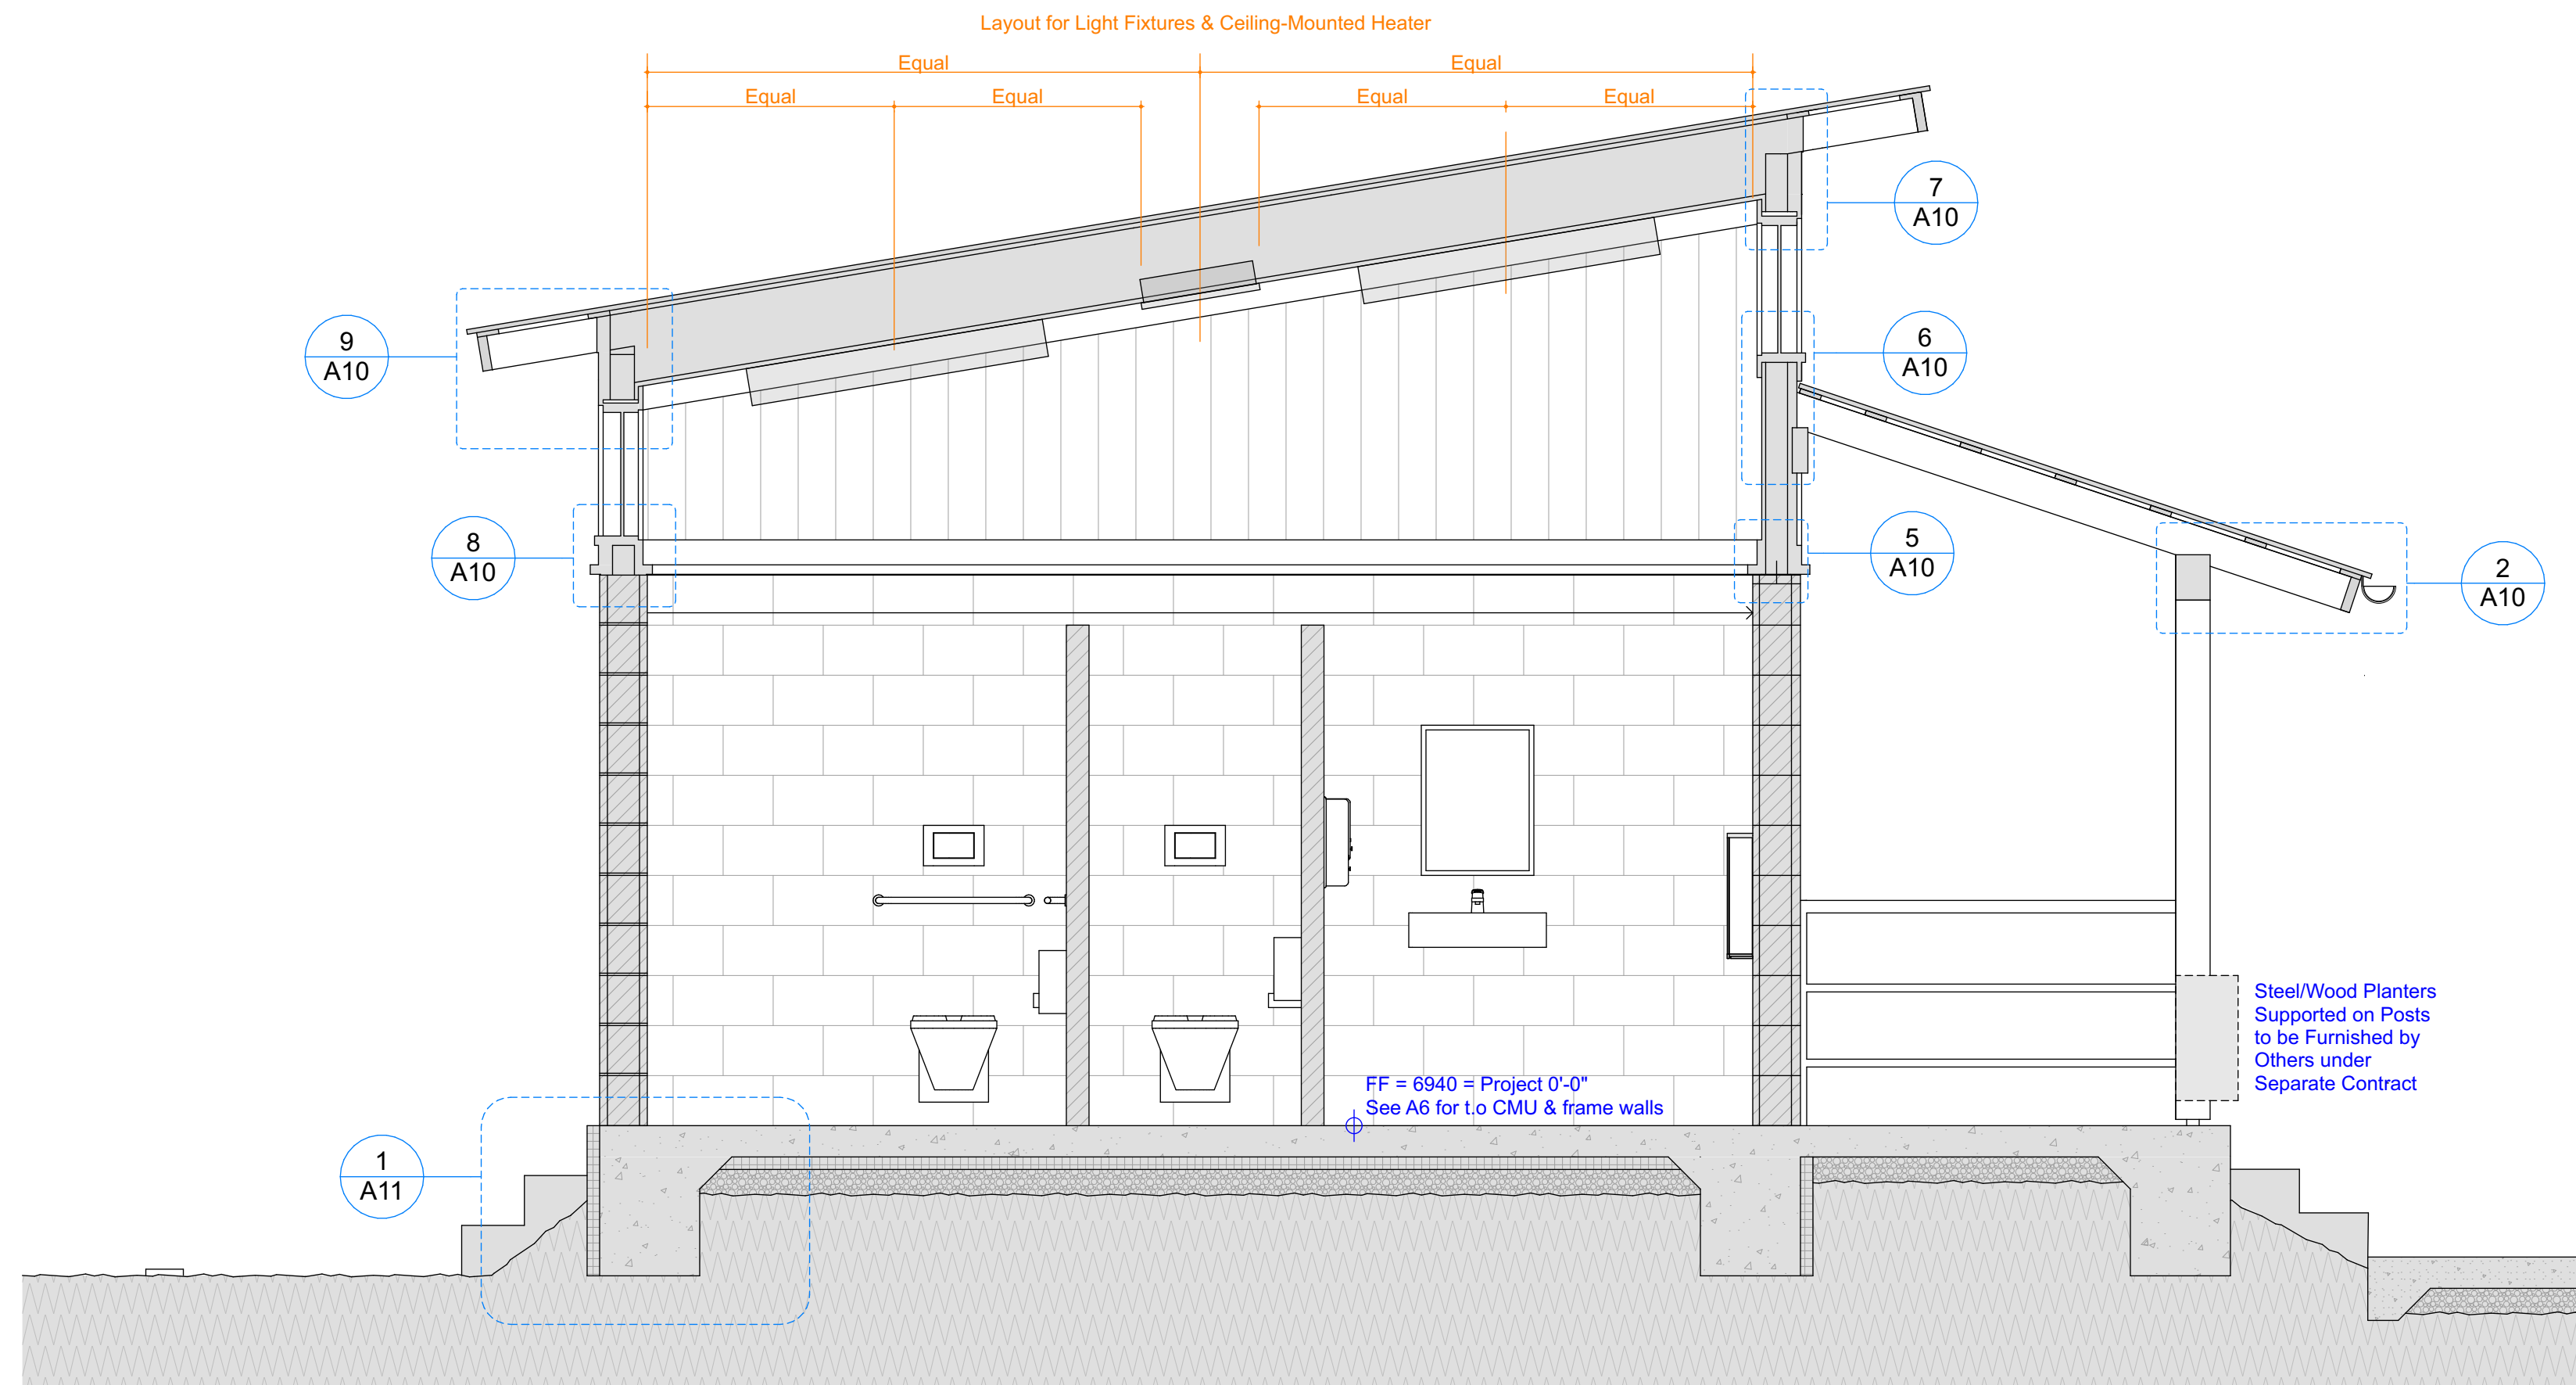 Layout for Light Fixtures & Ceiling-Mounted Heater
Equal
Equal
Equal
Equal
Equal
Equal
7
A10
9
A10
6
A10
8
A10
5
A10
2
A10
Steel/Wood Planters
Supported on Posts
to be Furnished by
Others under
Separate Contract
FF = 6940 = Project 0'-0"
See A6 for t.o CMU & frame walls
1
A11